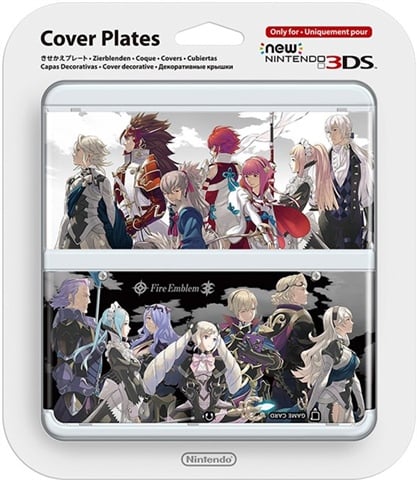 Cover Plates
きせかえプレート • Zierblenden • Coque • Covers • Cubiertas
Capas Decorativas • Cover decorative • Декоративные крышки
Only for • Uniquement pour
new
NINTENDO 3DS
Fire Emblem if
GAME CARD
Nintendo